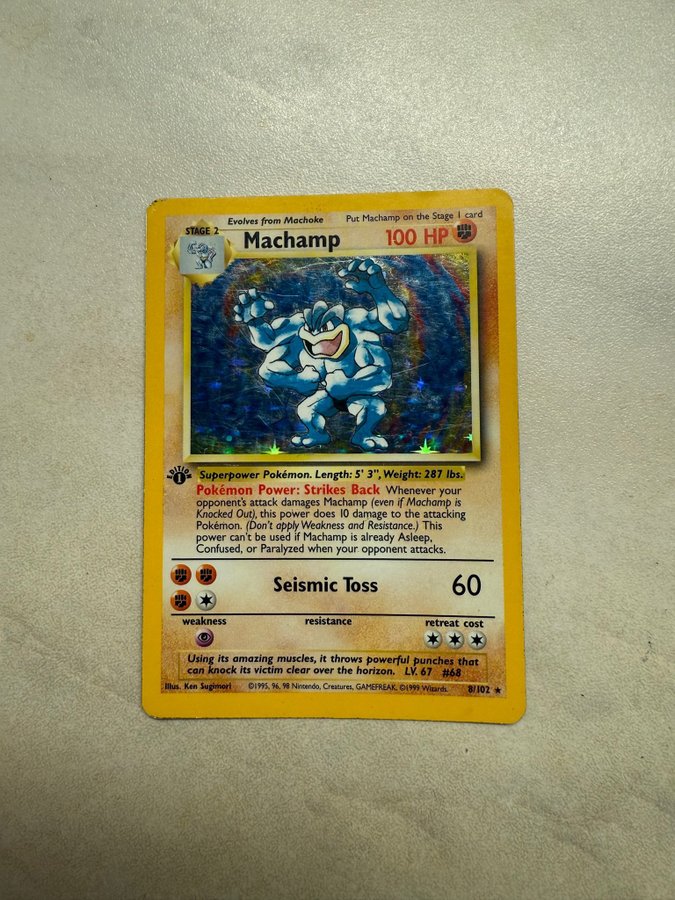 Evolves from Machoke
Put Machamp on the Stage 1 card
STAGE 2
Machamp
100 HP
EDITION
1
Superpower Pokémon. Length: 5' 3", Weight: 287 lbs.
Pokémon Power: Strikes Back Whenever your
opponent's attack damages Machamp (even if Machamp is
Knocked Out), this power does 10 damage to the attacking
Pokémon. (Don't apply Weakness and Resistance.) This
power can't be used if Machamp is already Asleep,
Confused, or Paralyzed when your opponent attacks.
Seismic Toss 60
weakness resistance retreat cost
Using its amazing muscles, it throws powerful punches that
can knock its victim clear over the horizon. LV. 67 #68
Illus. Ken Sugimori ©1995, 96, 98 Nintendo, Creatures, GAMEFREAK. ©1999 Wizards. 8/102 ★